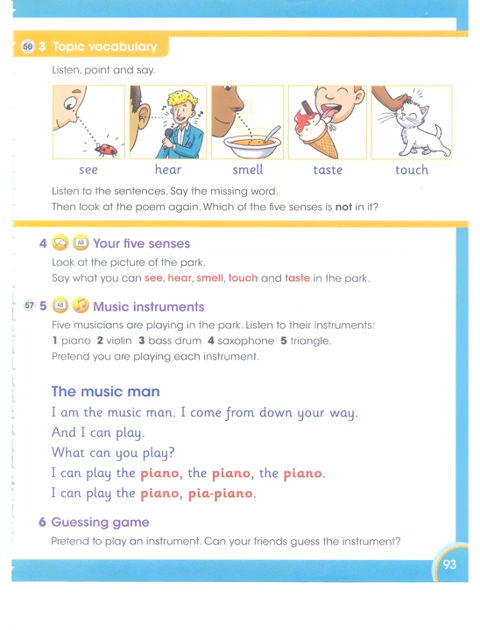 56 3 Topic vocabulary
Listen, point and say.
see hear smell taste touch
Listen to the sentences. Say the missing word.
Then look at the poem again. Which of the five senses is not in it?
4 AB Your five senses
Look at the picture of the park.
Say what you can see, hear, smell, touch and taste in the park.
57 5 AB Music instruments
Five musicians are playing in the park. Listen to their instruments:
1 piano 2 violin 3 bass drum 4 saxophone 5 triangle.
Pretend you are playing each instrument.
The music man
I am the music man. I come from down your way.
And I can play.
What can you play?
I can play the piano, the piano, the piano.
I can play the piano, pia-piano.
6 Guessing game
Pretend to play an instrument. Can your friends guess the instrument?
93